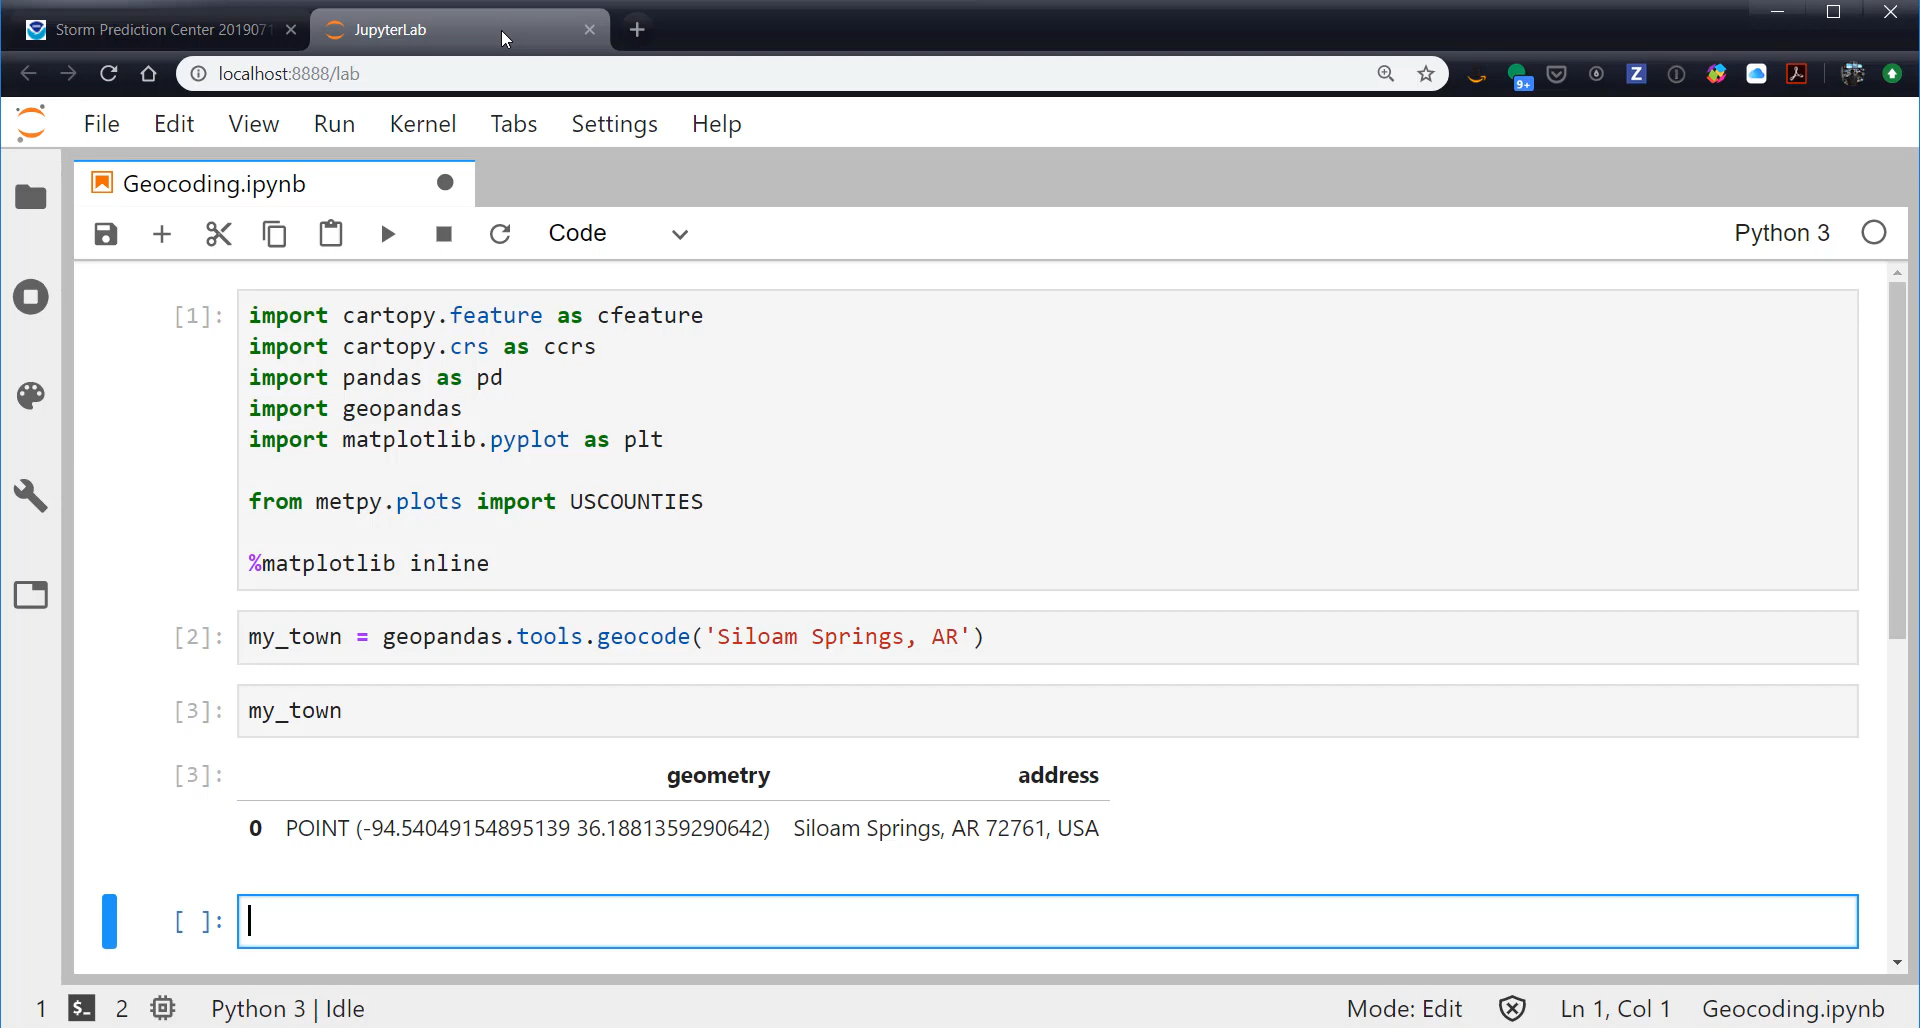 Storm Prediction Center 201907
JupyterLab
localhost:8888/lab
9+
Z
File Edit View Run Kernel Tabs Settings Help
Geocoding.ipynb
Code
Python 3
[1]:
import cartopy.feature as cfeature
import cartopy.crs as ccrs
import pandas as pd
import geopandas
import matplotlib.pyplot as plt
from metpy.plots import USCOUNTIES
%matplotlib inline
[2]: my_town = geopandas.tools.geocode('Siloam Springs, AR')
[3]: my_town
[3]: geometry address
0 POINT (-94.54049154895139 36.1881359290642) Siloam Springs, AR 72761, USA
[ ]:
1 $_ 2 Python 3 | Idle Mode: Edit Ln 1, Col 1 Geocoding.ipynb